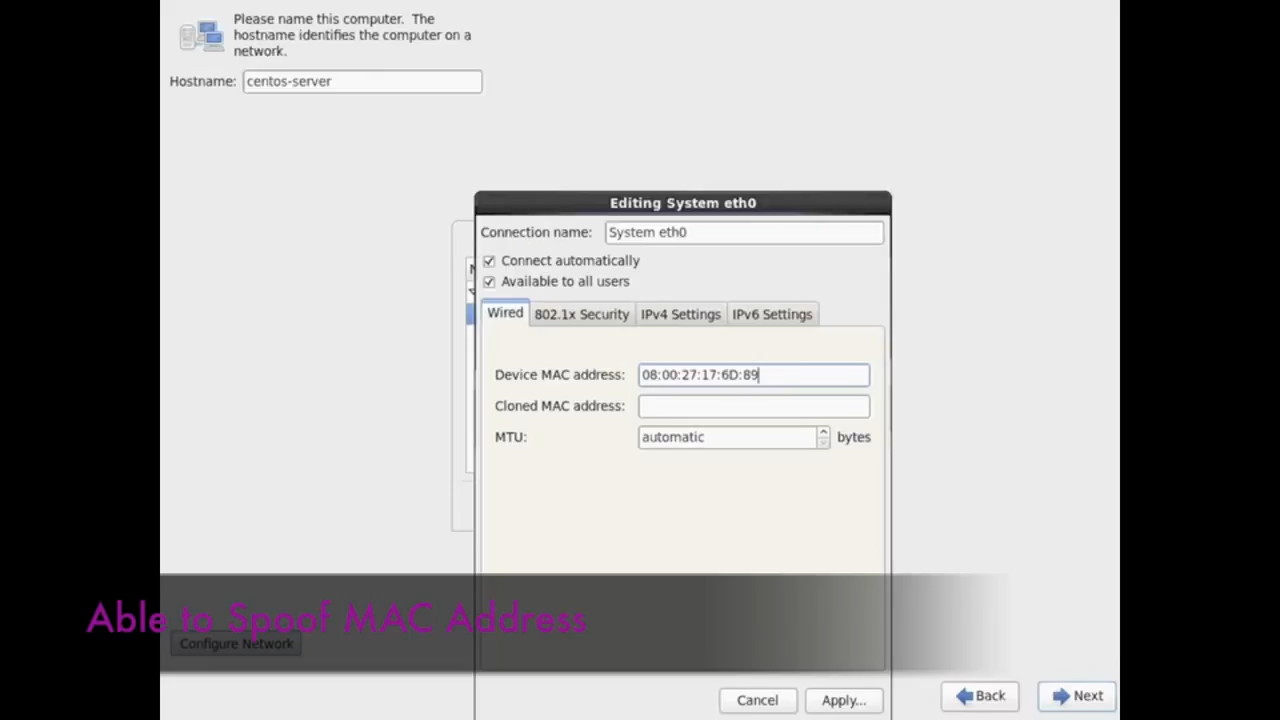 Please name this computer. The
hostname identifies the computer on a
network.
Hostname: centos-server
Editing System eth0
Connection name: System eth0
Connect automatically
Available to all users
Wired 802.1x Security IPv4 Settings IPv6 Settings
Device MAC address: 08:00:27:17:6D:89
Cloned MAC address:
MTU: automatic bytes
Able to Spoof MAC Address
Configure Network
Cancel Apply... Back Next